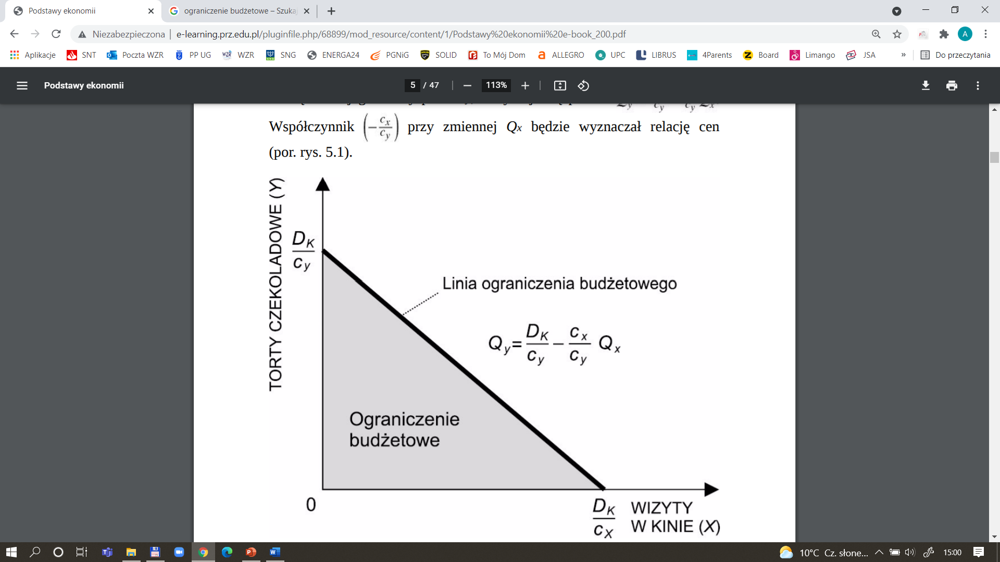 Podstawy ekonomii
ograniczenie budżetowe – Szukaj
Niezabezpieczona
e-learning.prz.edu.pl/pluginfile.php/68899/mod_resource/content/1/Podstawy%20ekonomii%20e-book_200.pdf
A
Aplikacje SNT Poczta WZR PP UG WZR SNG ENERGA24 PGNiG SOLID To Mój Dom ALLEGRO UPC LIBRUS 4Parents Board Limango JSA » Do przeczytania
Podstawy ekonomii
5 / 47
113%
Współczynnik (−cx/cy) przy zmiennej Qx będzie wyznaczał relację cen
(por. rys. 5.1).
TORTY CZEKOLADOWE (Y)
DK/cy
Linia ograniczenia budżetowego
Qy=DK/cy − cx/cy Qx
Ograniczenie
budżetowe
0
DK/cX
WIZYTY
W KINIE (X)
10°C Cz. słone...
15:00